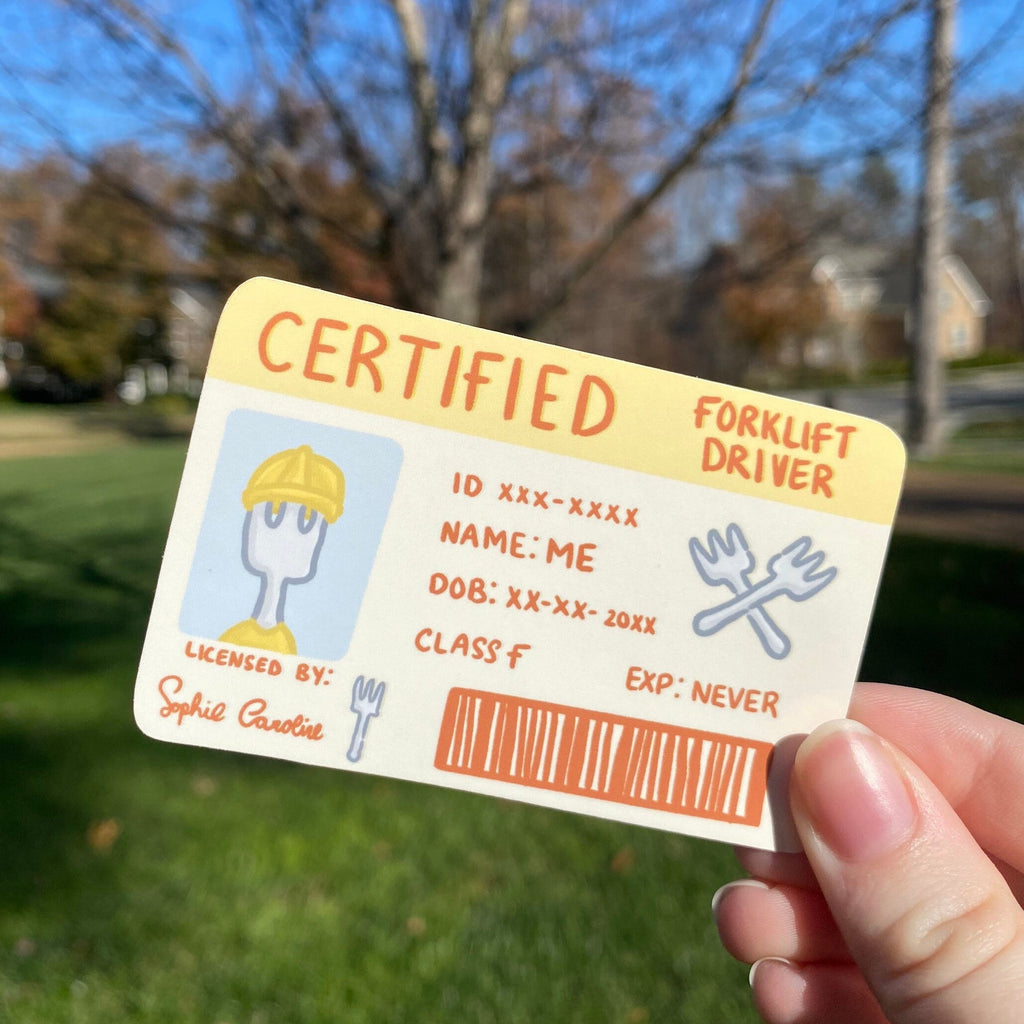 CERTIFIED
FORKLIFT
DRIVER
ID XXX-XXXX
NAME: ME
DOB: XX-XX-20XX
CLASS F
EXP: NEVER
LICENSED BY:
Sophie Caroline